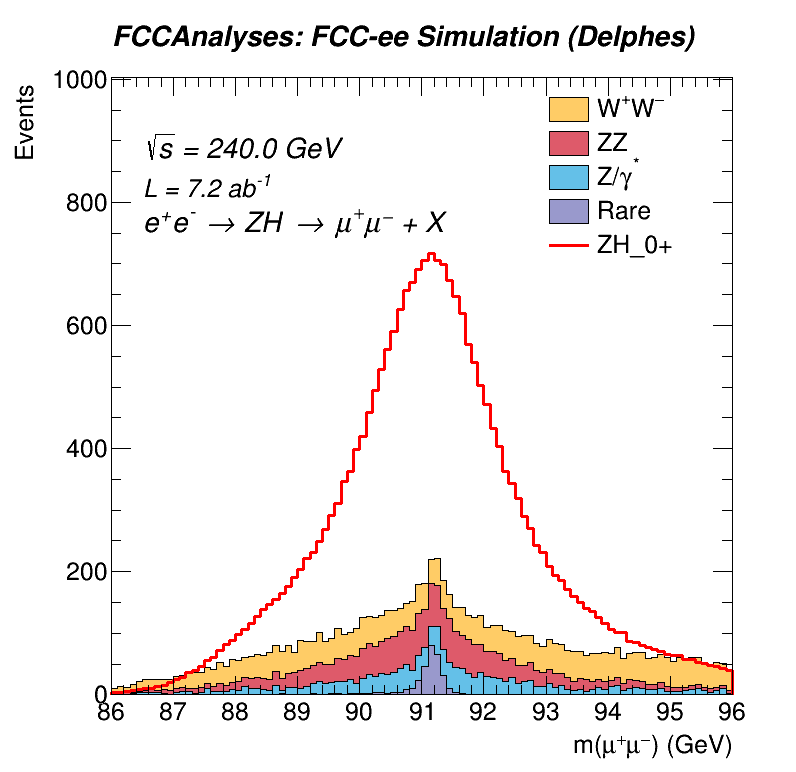 FCCAnalyses: FCC-ee Simulation (Delphes)
Events
1000
800
600
400
200
0
√s = 240.0 GeV
L = 7.2 ab⁻¹
e⁺e⁻ → ZH → μ⁺μ⁻ + X
W⁺W⁻
ZZ
Z/γ*
Rare
ZH_0+
86 87 88 89 90 91 92 93 94 95 96
m(μ⁺μ⁻) (GeV)